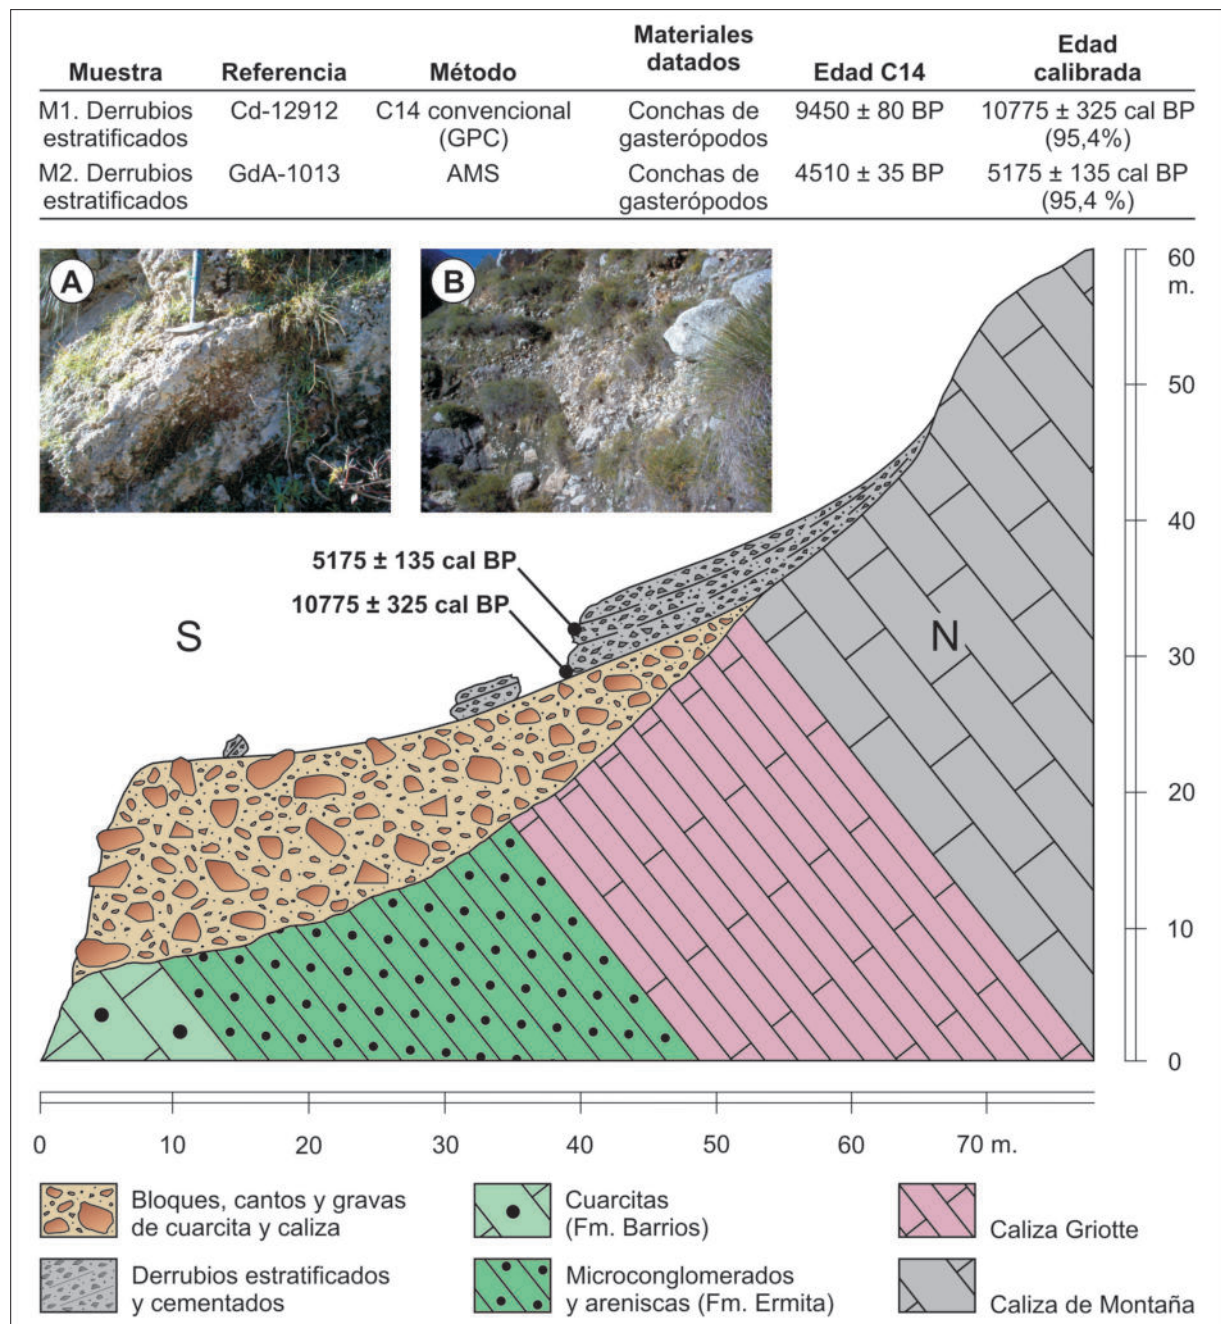 Muestra Referencia Método Materiales datados Edad C14 Edad calibrada
M1. Derrubios estratificados Cd-12912 C14 convencional (GPC) Conchas de gasterópodos 9450 ± 80 BP 10775 ± 325 cal BP (95,4%)
M2. Derrubios estratificados GdA-1013 AMS Conchas de gasterópodos 4510 ± 35 BP 5175 ± 135 cal BP (95,4 %)
A
B
60
m.
50
40
5175 ± 135 cal BP
10775 ± 325 cal BP
S
N
30
20
10
0
0 10 20 30 40 50 60 70 m.
Bloques, cantos y gravas
de cuarcita y caliza
Cuarcitas
(Fm. Barrios)
Caliza Griotte
Derrubios estratificados
y cementados
Microconglomerados
y areniscas (Fm. Ermita)
Caliza de Montaña